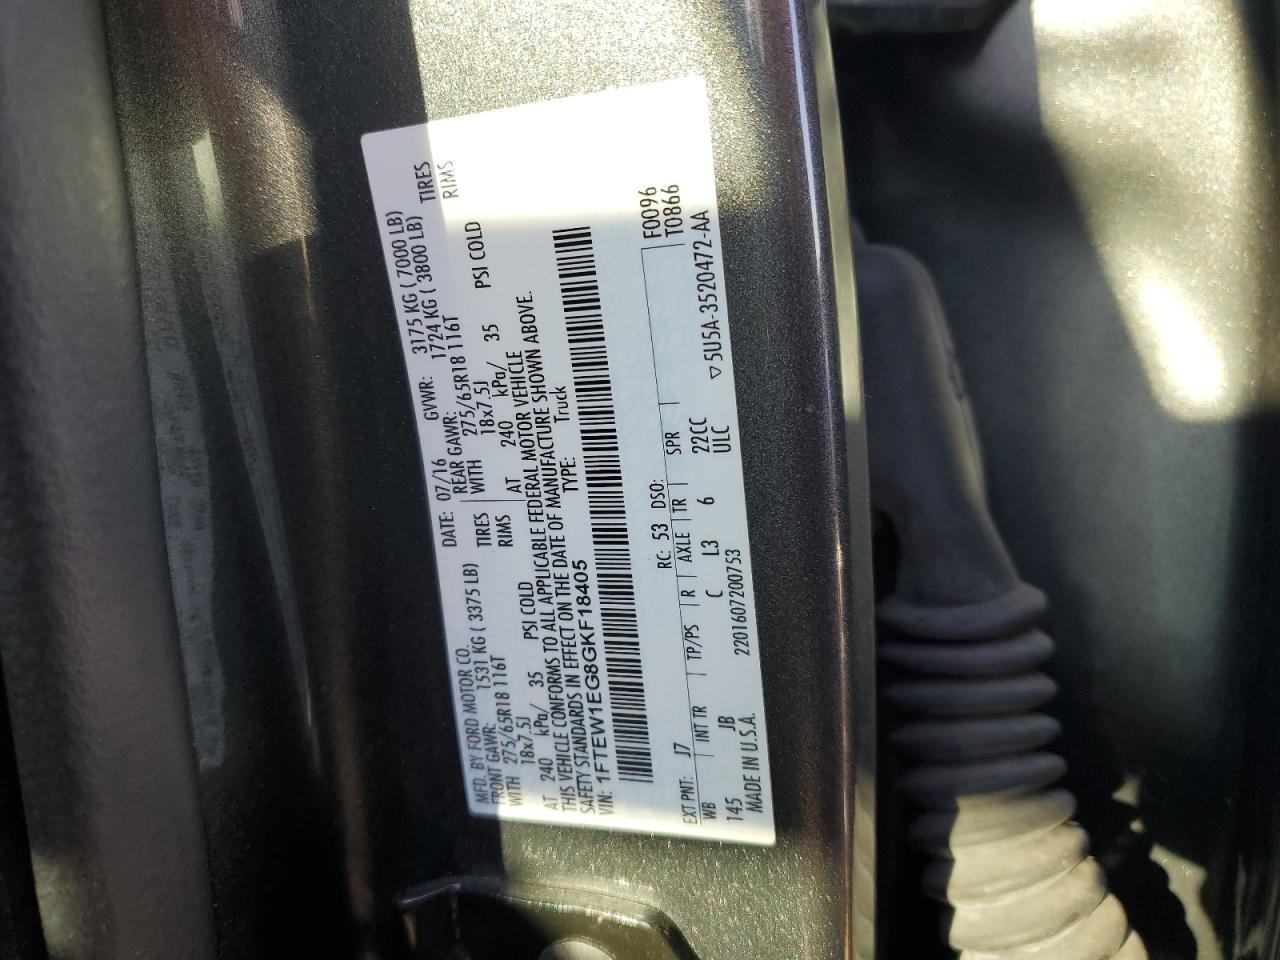 MFD. BY FORD MOTOR CO.
DATE: 07/16 GVWR: 3175 KG ( 7000 LB)
FRONT GAWR: 1531 KG ( 3375 LB)
REAR GAWR: 1724 KG ( 3800 LB)
WITH 275/65R18 116T TIRES
WITH 275/65R18 116T TIRES
18x7.5J RIMS
18x7.5J RIMS
AT 240 kPa/ 35 PSI COLD
AT 240 kPa/ 35 PSI COLD
THIS VEHICLE CONFORMS TO ALL APPLICABLE FEDERAL MOTOR VEHICLE
SAFETY STANDARDS IN EFFECT ON THE DATE OF MANUFACTURE SHOWN ABOVE.
VIN: 1FTEW1EG8GKF18405
TYPE: Truck
F0096
T0866
EXT PNT: J7 RC: 53 DSO:
WB INT TR TP/PS R AXLE TR SPR
145 JB C L3 6 22CC
ULC
MADE IN U.S.A. 2201607200753 ▽5U5A-3520472-AA